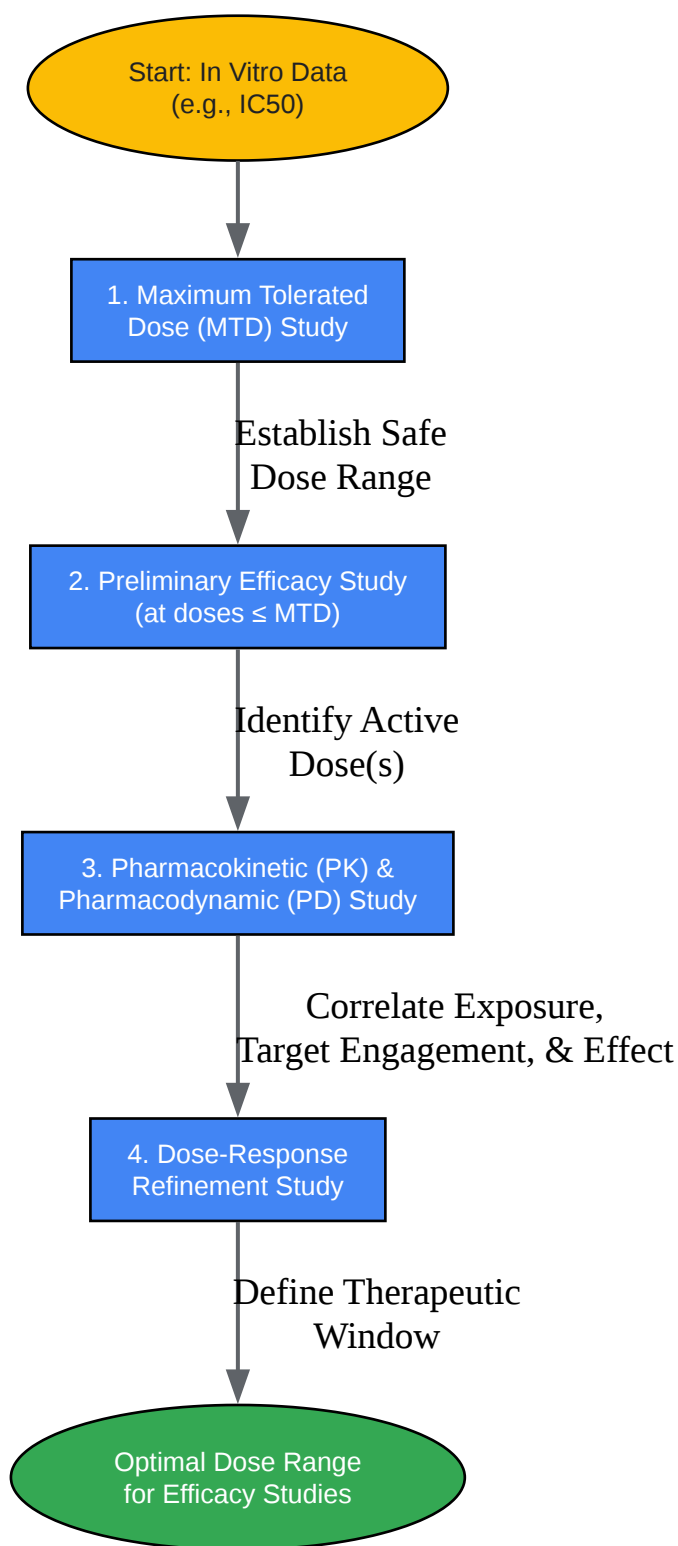 Start: In Vitro Data
(e.g., IC50)
1. Maximum Tolerated
Dose (MTD) Study
Establish Safe
Dose Range
2. Preliminary Efficacy Study
(at doses ≤ MTD)
Identify Active
Dose(s)
3. Pharmacokinetic (PK) &
Pharmacodynamic (PD) Study
Correlate Exposure,
Target Engagement, & Effect
4. Dose-Response
Refinement Study
Define Therapeutic
Window
Optimal Dose Range
for Efficacy Studies